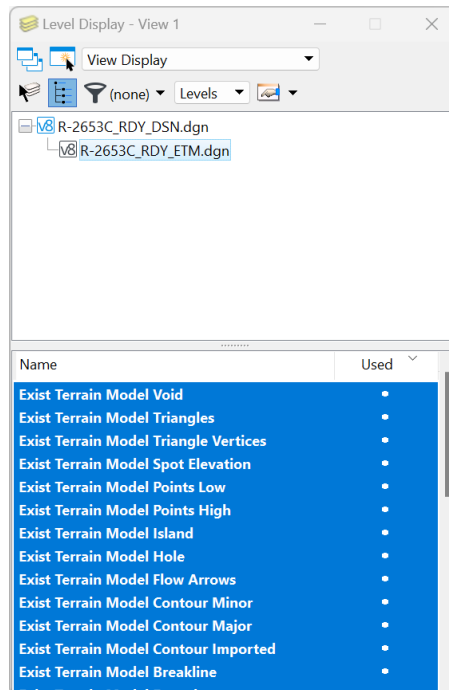 Level Display - View 1
View Display
(none) Levels
V8 R-2653C_RDY_DSN.dgn
V8 R-2653C_RDY_ETM.dgn
Name Used
Exist Terrain Model Void
Exist Terrain Model Triangles
Exist Terrain Model Triangle Vertices
Exist Terrain Model Spot Elevation
Exist Terrain Model Points Low
Exist Terrain Model Points High
Exist Terrain Model Island
Exist Terrain Model Hole
Exist Terrain Model Flow Arrows
Exist Terrain Model Contour Minor
Exist Terrain Model Contour Major
Exist Terrain Model Contour Imported
Exist Terrain Model Breakline